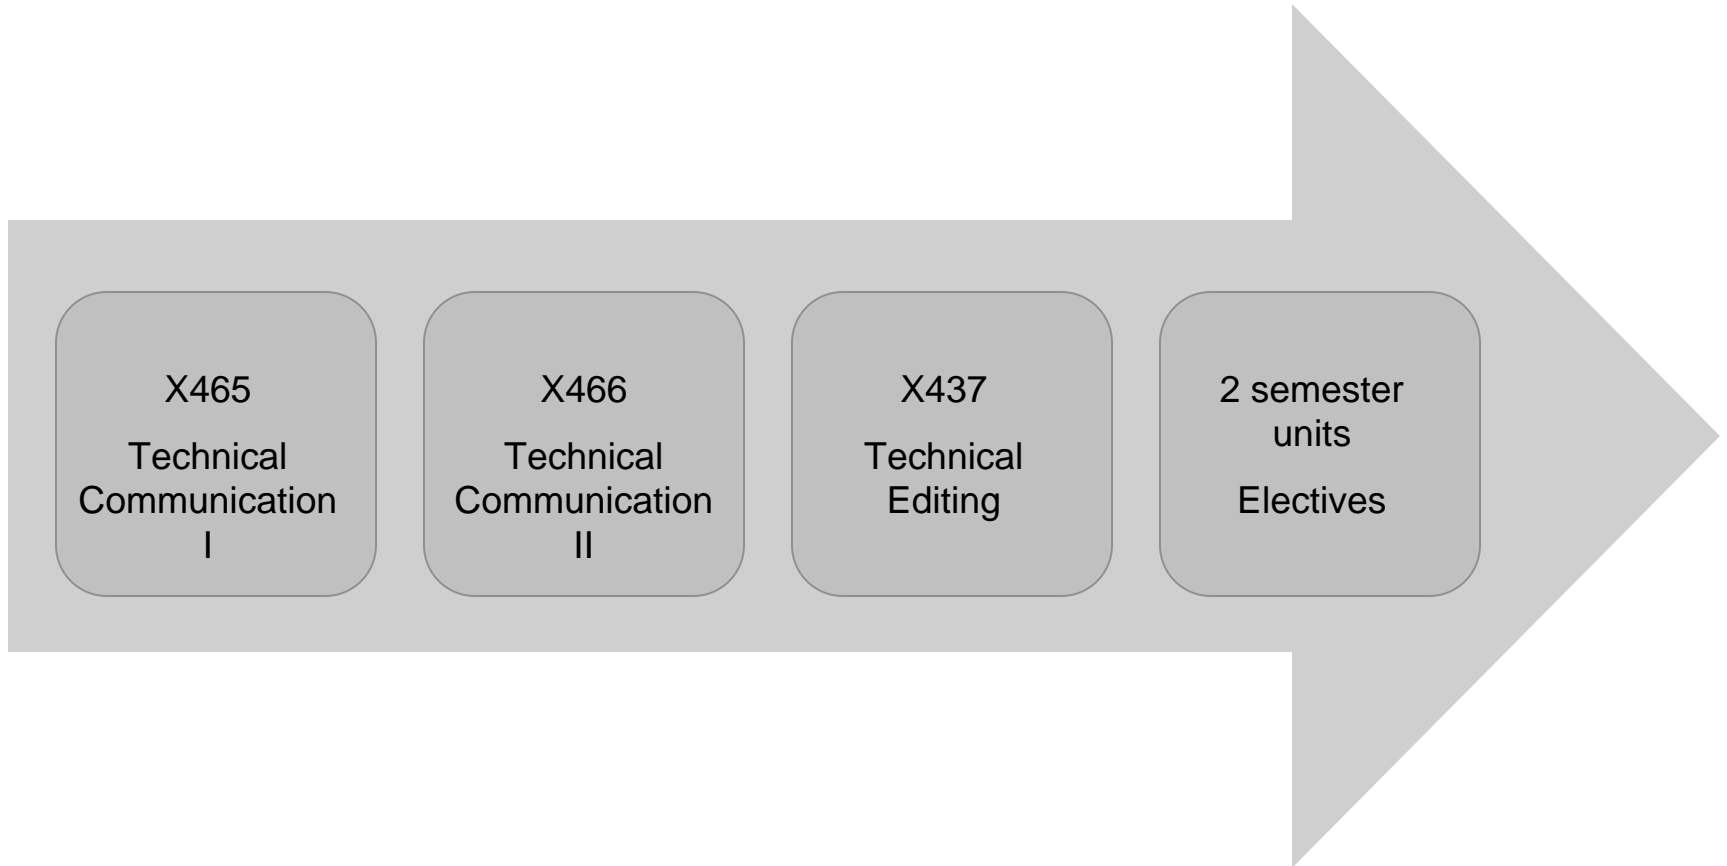 X465
Technical
Communication
I
X466
Technical
Communication
II
X437
Technical
Editing
2 semester
units
Electives